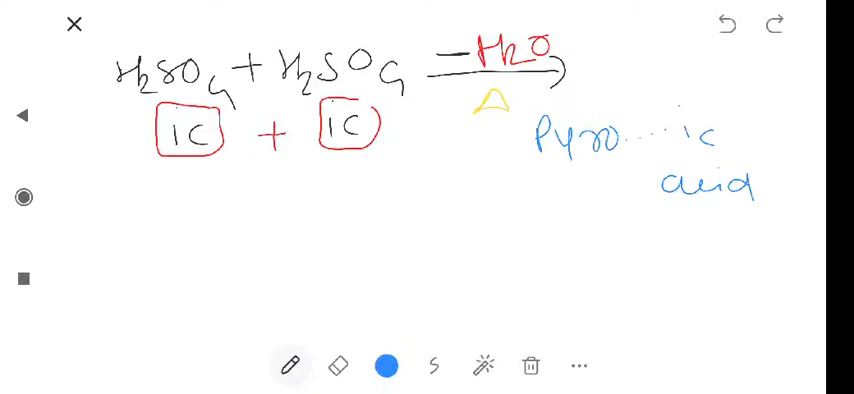 H₂SO₄ + H₂SO₄ —H₂O
Δ
ic + ic
Pyro.....ic
acid
S